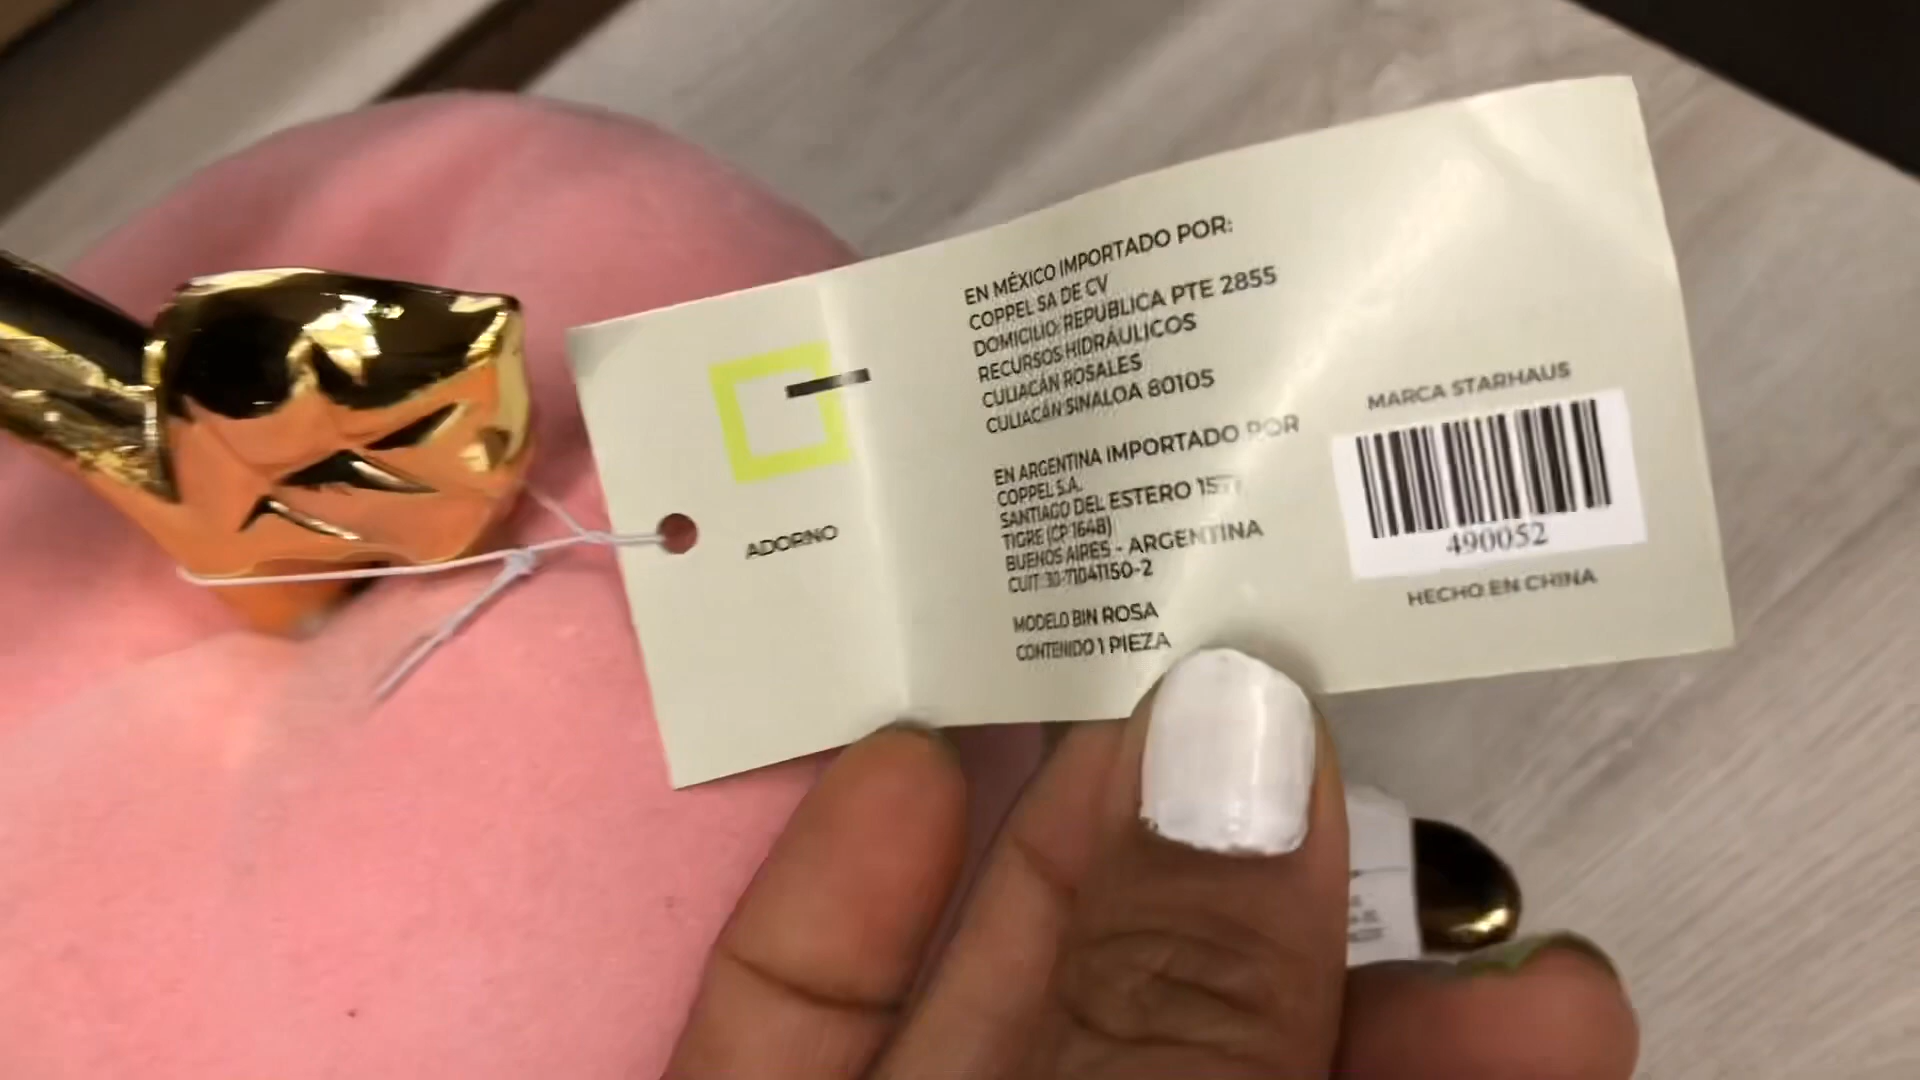 ADORNO
EN MÉXICO IMPORTADO POR:
COPPEL SA DE CV
DOMICILIO: REPUBLICA PTE 2855
RECURSOS HIDRÁULICOS
CULIACÁN ROSALES
CULIACÁN SINALOA 80105
EN ARGENTINA IMPORTADO POR
COPPEL S.A.
SANTIAGO DEL ESTERO
TIGRE (CP 1648)
BUENOS AIRES - ARGENTINA
CUIT 30-71041150-2
MODELO BIN ROSA
CONTENIDO 1 PIEZA
MARCA STARHAUS
490052
HECHO EN CHINA